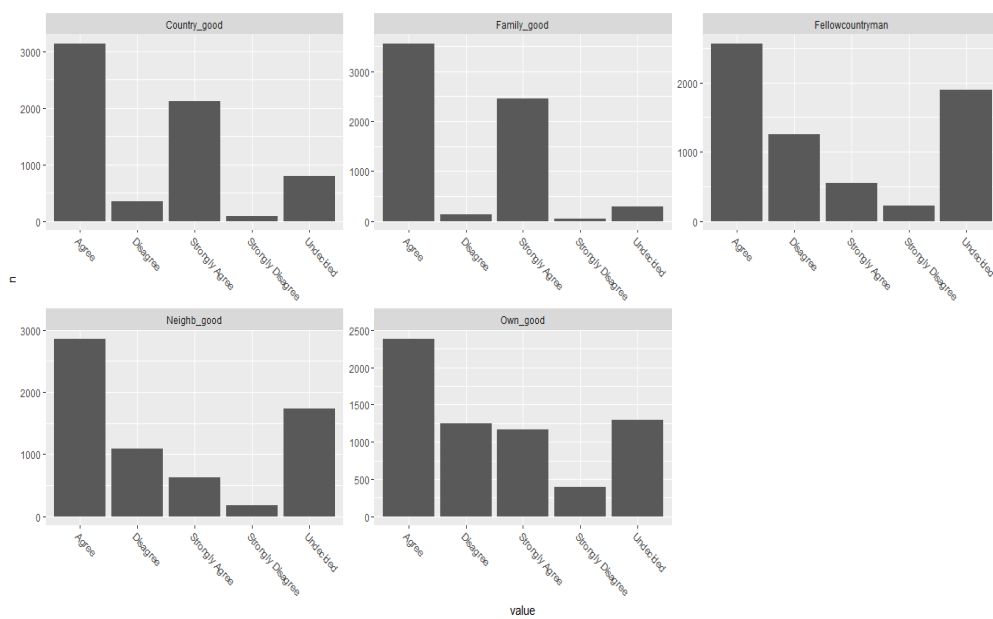 Country_good
Family_good
Fellowcountryman
3000
2000
1000
0
3000
2000
1000
0
2000
1000
0
Agree
Disagree
Strongly Agree
Strongly Disagree
Undecided
Agree
Disagree
Strongly Agree
Strongly Disagree
Undecided
Agree
Disagree
Strongly Agree
Strongly Disagree
Undecided
n
Neighb_good
Own_good
3000
2000
1000
0
2500
2000
1500
1000
500
0
Agree
Disagree
Strongly Agree
Strongly Disagree
Undecided
Agree
Disagree
Strongly Agree
Strongly Disagree
Undecided
value